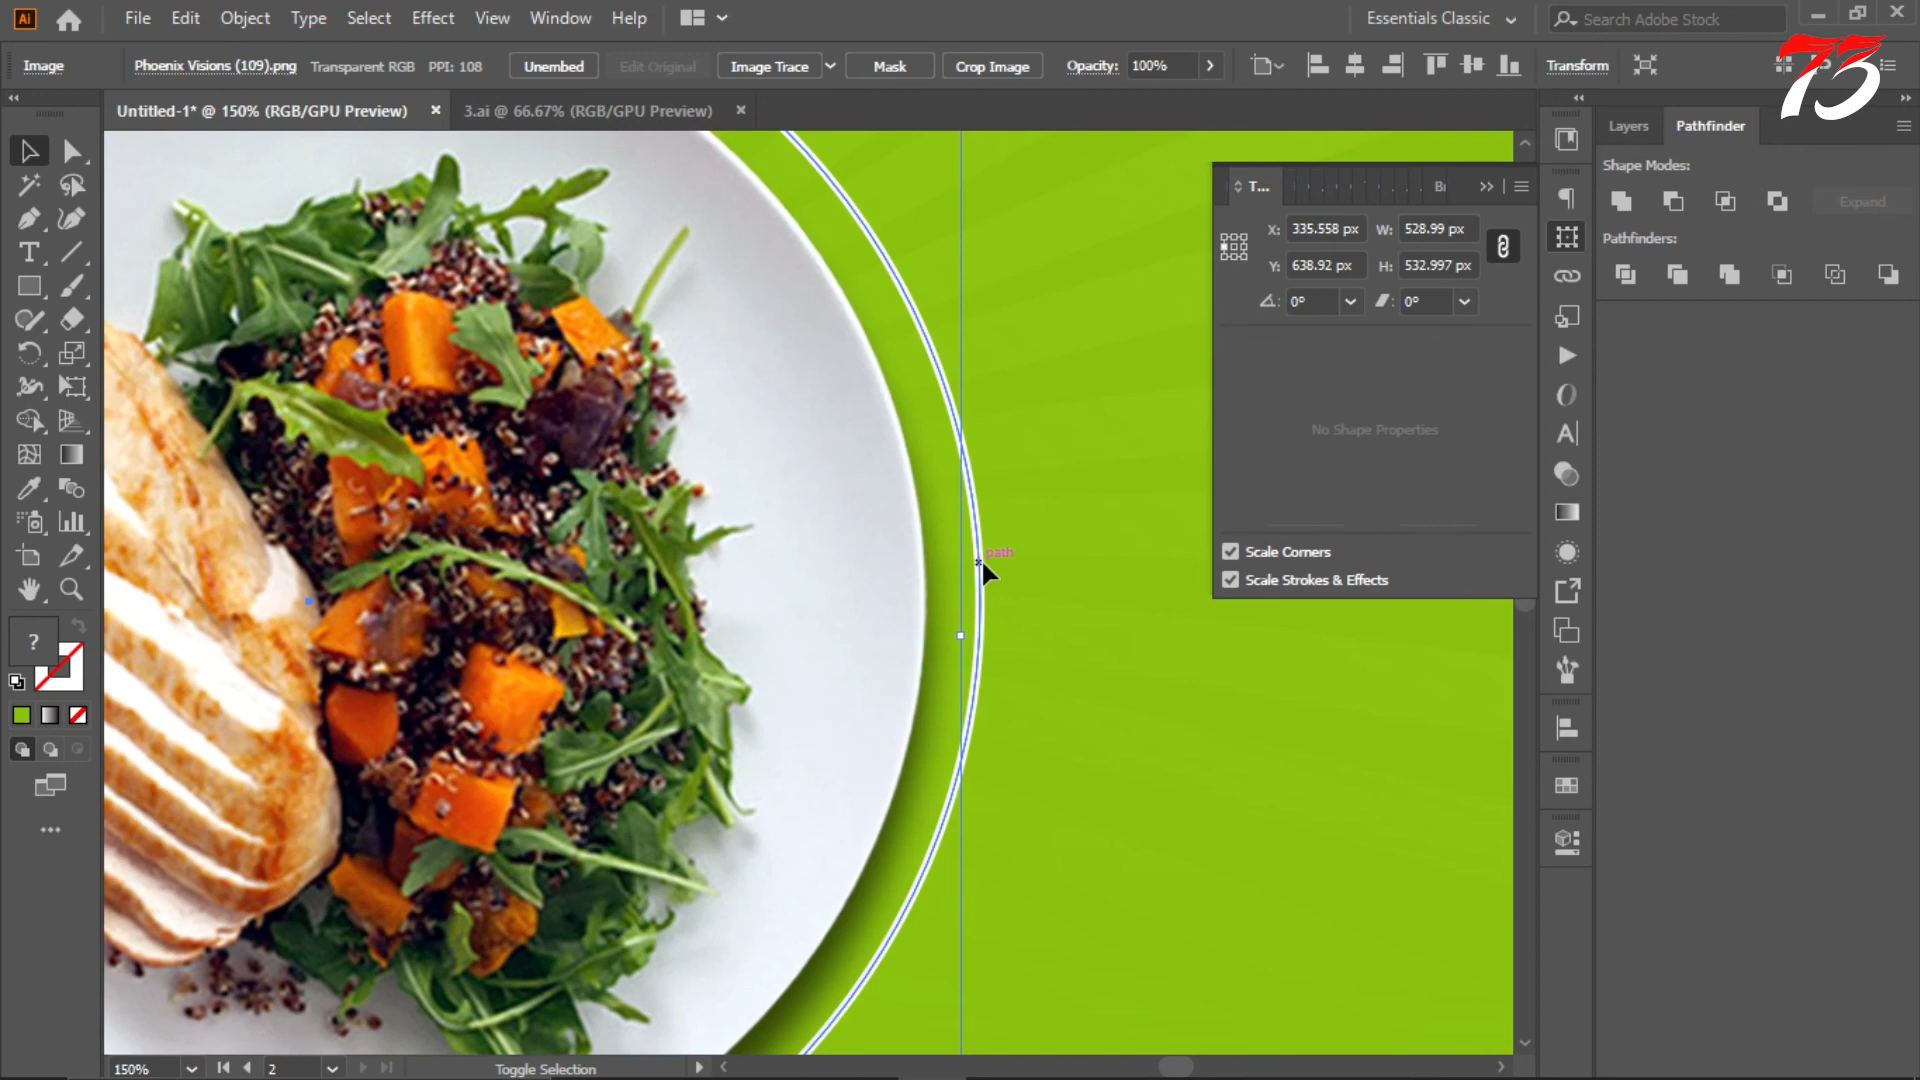 Ai File Edit Object Type Select Effect View Window Help Essentials Classic Search Adobe Stock
Image Phoenix Visions (109).png Transparent RGB PPI: 108 Unembed Edit Original Image Trace Mask Crop Image Opacity: 100% Transform
73
Untitled-1* @ 150% (RGB/GPU Preview) × 3.ai @ 66.67% (RGB/GPU Preview) ×
Layers Pathfinder
Shape Modes:
Expand
Pathfinders:
T...
X: 335.558 px W: 528.99 px
Y: 638.92 px H: 532.997 px
0° 0°
No Shape Properties
Scale Corners
Scale Strokes & Effects
path
?
150% 2 Toggle Selection